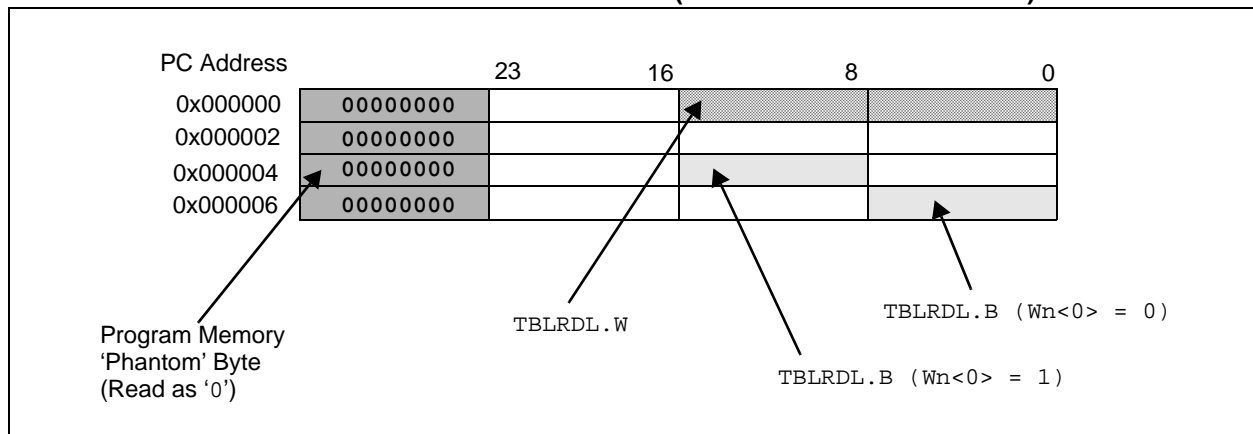 PC Address
23 16 8 0
0x000000 00000000
0x000002 00000000
0x000004 00000000
0x000006 00000000
TBLRDL.W
TBLRDL.B (Wn<0> = 0)
Program Memory
‘Phantom’ Byte
(Read as ‘0’)
TBLRDL.B (Wn<0> = 1)